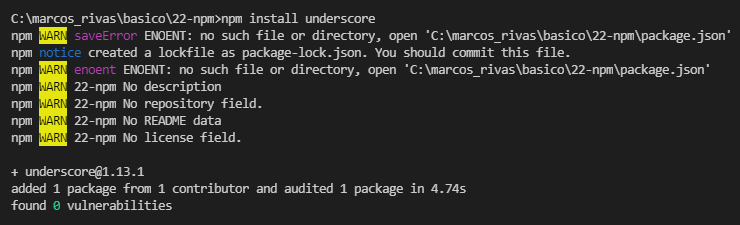 C:\marcos_rivas\basico\22-npm>npm install underscore
npm WARN saveError ENOENT: no such file or directory, open 'C:\marcos_rivas\basico\22-npm\package.json'
npm notice created a lockfile as package-lock.json. You should commit this file.
npm WARN enoent ENOENT: no such file or directory, open 'C:\marcos_rivas\basico\22-npm\package.json'
npm WARN 22-npm No description
npm WARN 22-npm No repository field.
npm WARN 22-npm No README data
npm WARN 22-npm No license field.
+ underscore@1.13.1
added 1 package from 1 contributor and audited 1 package in 4.74s
found 0 vulnerabilities